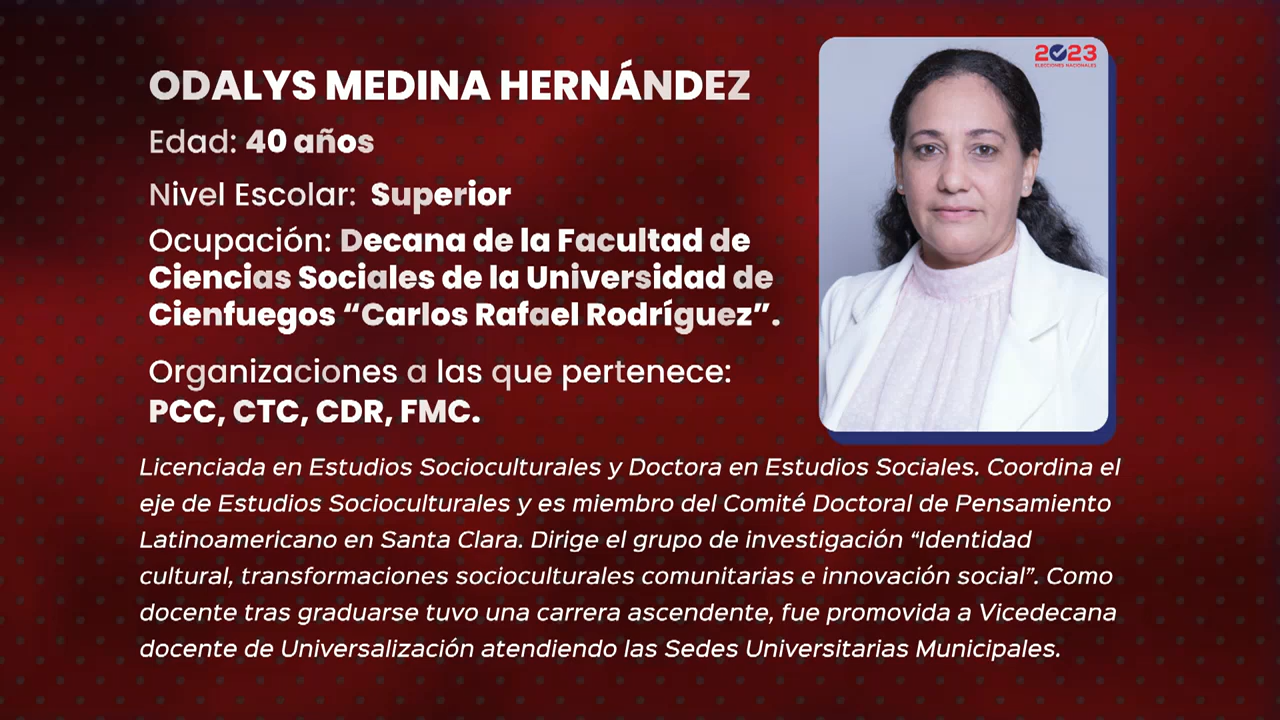 2023
ELECCIONES NACIONALES
ODALYS MEDINA HERNÁNDEZ
Edad: 40 años
Nivel Escolar: Superior
Ocupación: Decana de la Facultad de
Ciencias Sociales de la Universidad de
Cienfuegos “Carlos Rafael Rodríguez”.
Organizaciones a las que pertenece:
PCC, CTC, CDR, FMC.
Licenciada en Estudios Socioculturales y Doctora en Estudios Sociales. Coordina el
eje de Estudios Socioculturales y es miembro del Comité Doctoral de Pensamiento
Latinoamericano en Santa Clara. Dirige el grupo de investigación “Identidad
cultural, transformaciones socioculturales comunitarias e innovación social”. Como
docente tras graduarse tuvo una carrera ascendente, fue promovida a Vicedecana
docente de Universalización atendiendo las Sedes Universitarias Municipales.